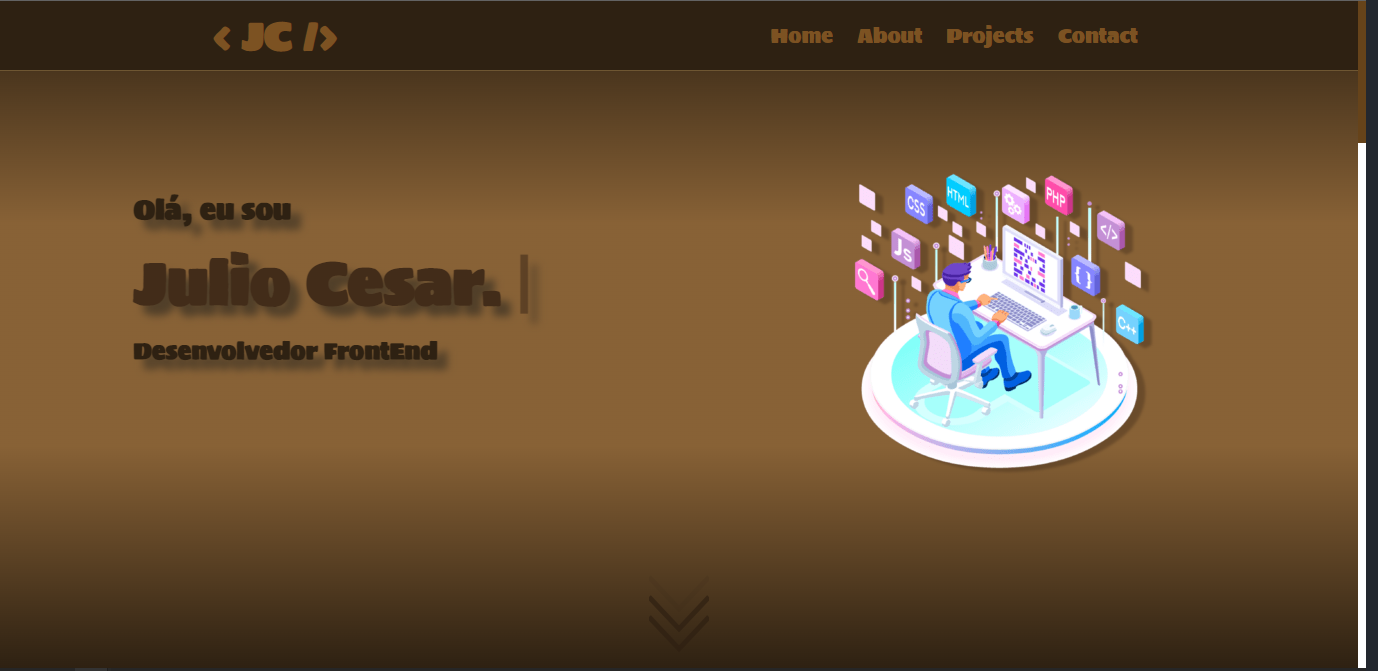 < JC />
Home About Projects Contact
Olá, eu sou
Julio Cesar. |
Desenvolvedor FrontEnd
CSS
HTML
PHP
</>
Js
{ }
C++